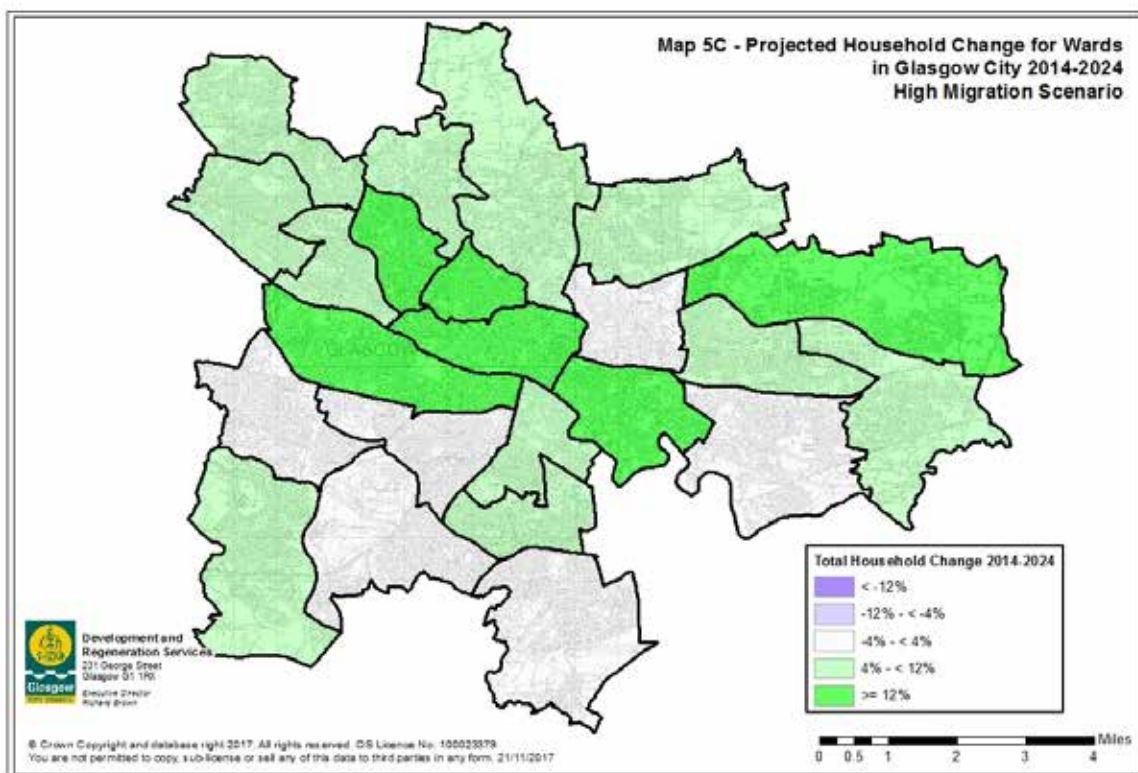 Map 5C - Projected Household Change for Wards
in Glasgow City 2014-2024
High Migration Scenario
GLASGOW
Total Household Change 2014-2024
< -12%
-12% - < -4%
-4% - < 4%
4% - < 12%
>= 12%
Development and
Regeneration Services
231 George Street
Glasgow G1 1RX
Executive Director
Richard Brown
Glasgow
CITY COUNCIL
© Crown Copyright and database right 2017. All rights reserved. OS License No. 100023379.
You are not permitted to copy, sub-license or sell any of this data to third parties in any form. 21/11/2017
Miles
0 0.5 1 2 3 4